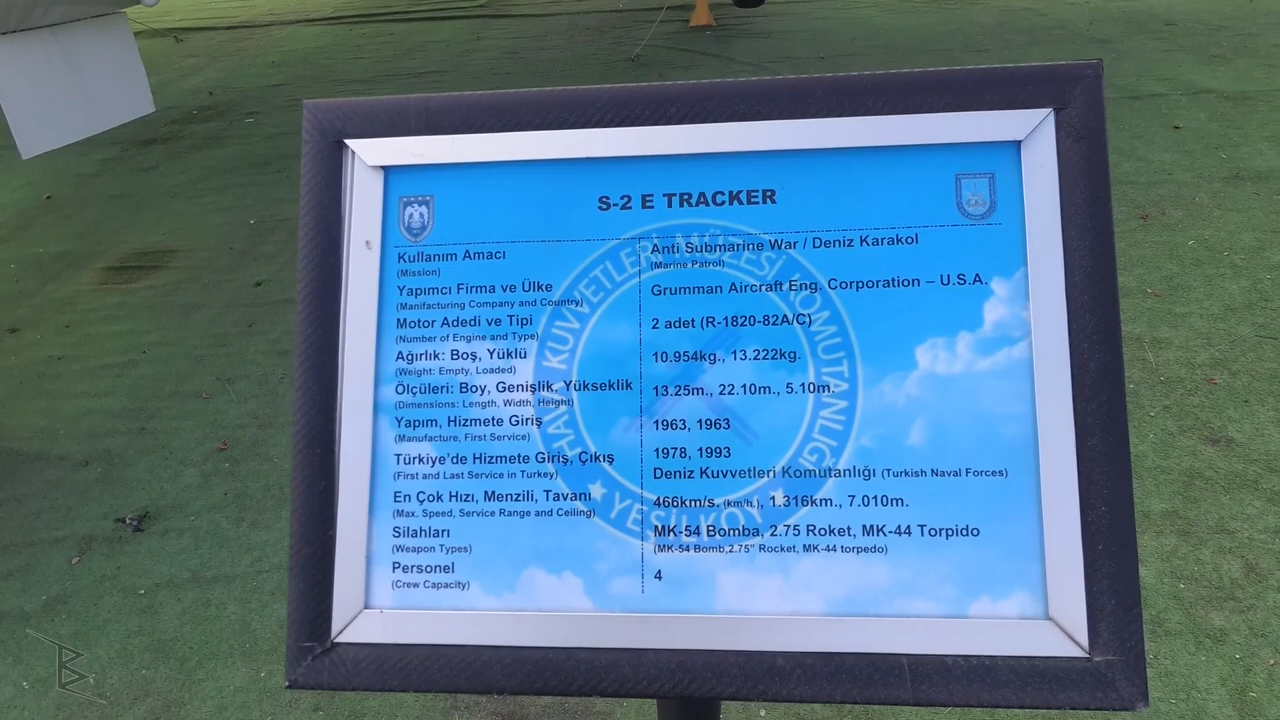 S-2 E TRACKER
Kullanım Amacı
(Mission)
Anti Submarine War / Deniz Karakol
(Marine Patrol)
Yapımcı Firma ve Ülke
(Manifacturing Company and Country)
Grumman Aircraft Eng. Corporation – U.S.A.
Motor Adedi ve Tipi
(Number of Engine and Type)
2 adet (R-1820-82A/C)
Ağırlık: Boş, Yüklü
(Weight: Empty, Loaded)
10.954kg., 13.222kg.
Ölçüleri: Boy, Genişlik, Yükseklik
(Dimensions: Length, Width, Height)
13.25m., 22.10m., 5.10m.
Yapım, Hizmete Giriş
(Manufacture, First Service)
1963, 1963
Türkiye’de Hizmete Giriş, Çıkış
(First and Last Service in Turkey)
1978, 1993
Deniz Kuvvetleri Komutanlığı (Turkish Naval Forces)
En Çok Hızı, Menzili, Tavanı
(Max. Speed, Service Range and Ceiling)
466km/s. (km/h.), 1.316km., 7.010m.
Silahları
(Weapon Types)
MK-54 Bomba, 2.75 Roket, MK-44 Torpido
(MK-54 Bomb,2.75” Rocket, MK-44 torpedo)
Personel
(Crew Capacity)
4
HAVA KUVVETLERİ MÜZESİ KOMUTANLIĞI
YEŞİLKÖY